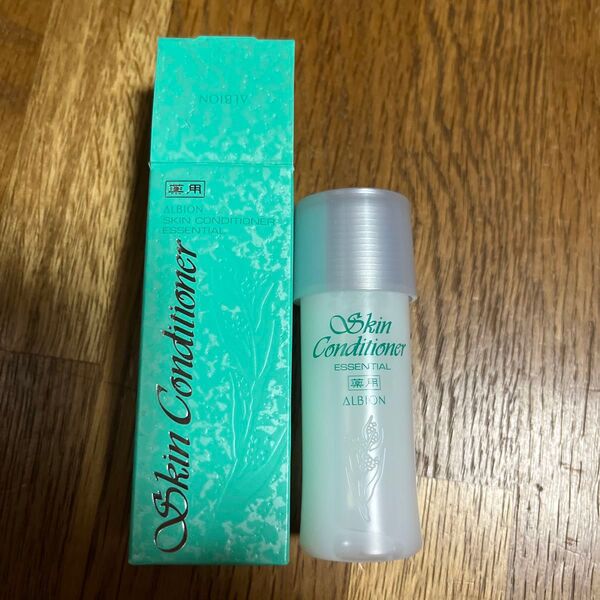 ALBION
薬用
ALBION
SKIN CONDITIONER
ESSENTIAL
Skin Conditioner
Skin
Conditioner
ESSENTIAL
薬用
ALBION